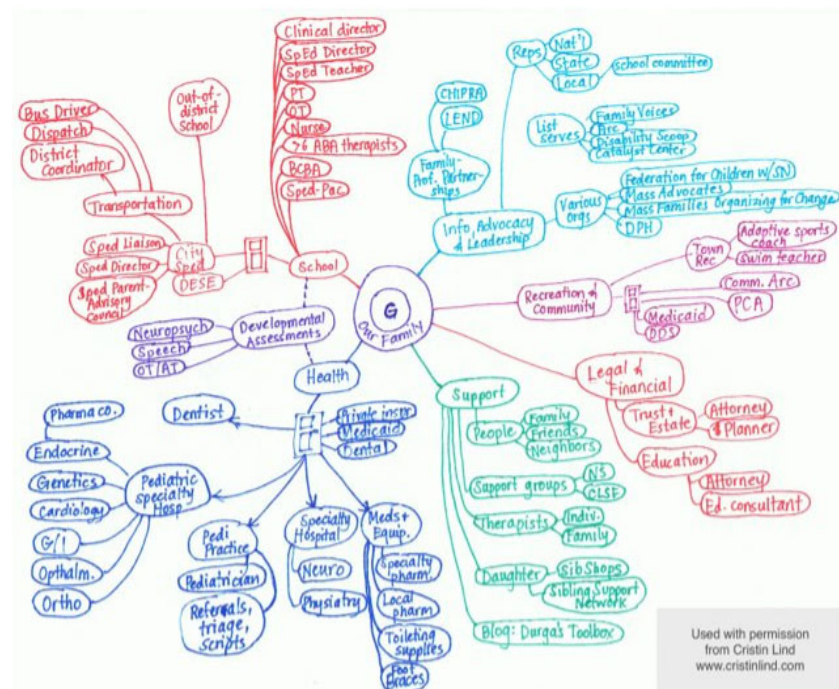 Clinical director
SpEd Director
SpEd Teacher
PT
OT
Nurse
>6 ABA therapists
BCBA
Sped-Pac
School
Out-of-
district
School
Bus Driver
Dispatch
District
Coordinator
Transportation
Sped Liaison
Sped Director
Sped Parent-
Advisory
Council
City
Sped
DESE
Reps
Nat'l
State
Local
school committee
CHIPRA
LEND
Family-
Prof. Partner-
ships
List
serves
Family Voices
Arc
Disability Scoop
Catalyst Center
Info, Advocacy
& Leadership
Various
orgs
Federation for Children w/SN
Mass Advocates
Mass Families Organizing for Change
DPH
G
Our Family
Recreation &
Community
Town
Rec
Adaptive sports
coach
swim teacher
Comm. Arc
PCA
Medicaid
DDS
Neuropsych
Speech
OT/AT
Developmental
Assessments
Health
Legal &
Financial
Trust +
Estate
Attorney
$ Planner
Education
Attorney
Ed. consultant
Support
People
Family
Friends
Neighbors
Support groups
NS
CLSF
Therapists
Indiv.
Family
Daughter
SibShops
Sibling Support
Network
Blog: Durga's Toolbox
Dentist
Private insur.
Medicaid
Dental
Pharma co.
Endocrine
Genetics
Cardiology
G/I
Opthalm.
Ortho
Pediatric
specialty
Hosp
Pedi
Practice
Pediatrician
Referrals,
triage,
scripts
Specialty
Hospital
Neuro
Physiatry
Meds +
Equip.
Specialty
pharm.
Local
pharm
Toileting
supplies
Foot
Braces
Used with permission
from Cristin Lind
www.cristinlind.com